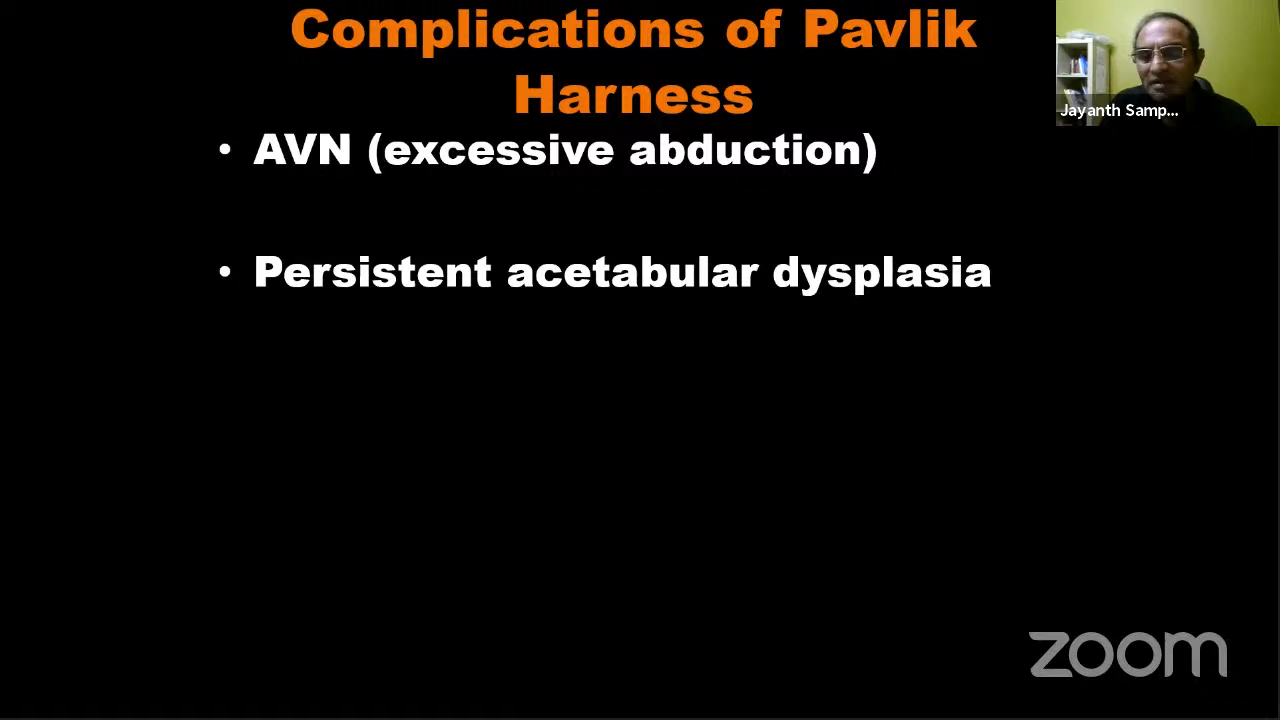 Complications of Pavlik
Harness
• AVN (excessive abduction)
• Persistent acetabular dysplasia
Jayanth Samp...
zoom